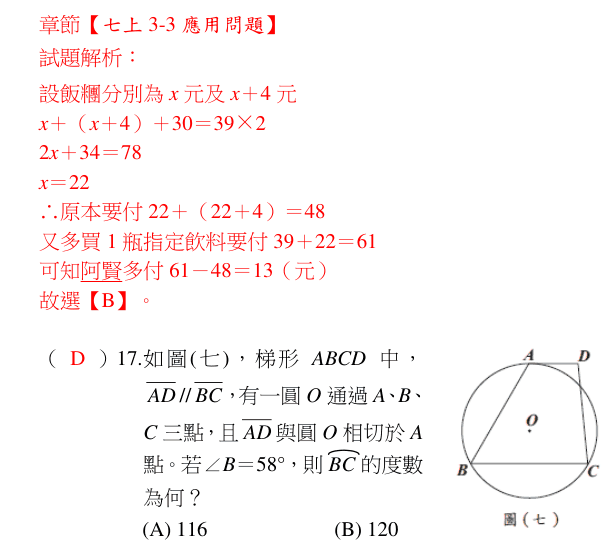 章節【七上 3-3 應用問題】
試題解析：
設飯糰分別為 x 元及 x＋4 元
x＋（x＋4）＋30＝39×2
2x＋34＝78
x＝22
∴原本要付 22＋（22＋4）＝48
又多買 1 瓶指定飲料要付 39＋22＝61
可知阿賢多付 61－48＝13（元）
故選【B】。
（ D ）17.如圖(七)，梯形 ABCD 中，
AD // BC，有一圓 O 通過 A、B、
C 三點，且 AD 與圓 O 相切於 A
點。若∠B＝58°，則 BC 的度數
為何？
(A) 116 (B) 120
A D
O
B C
圖（七）